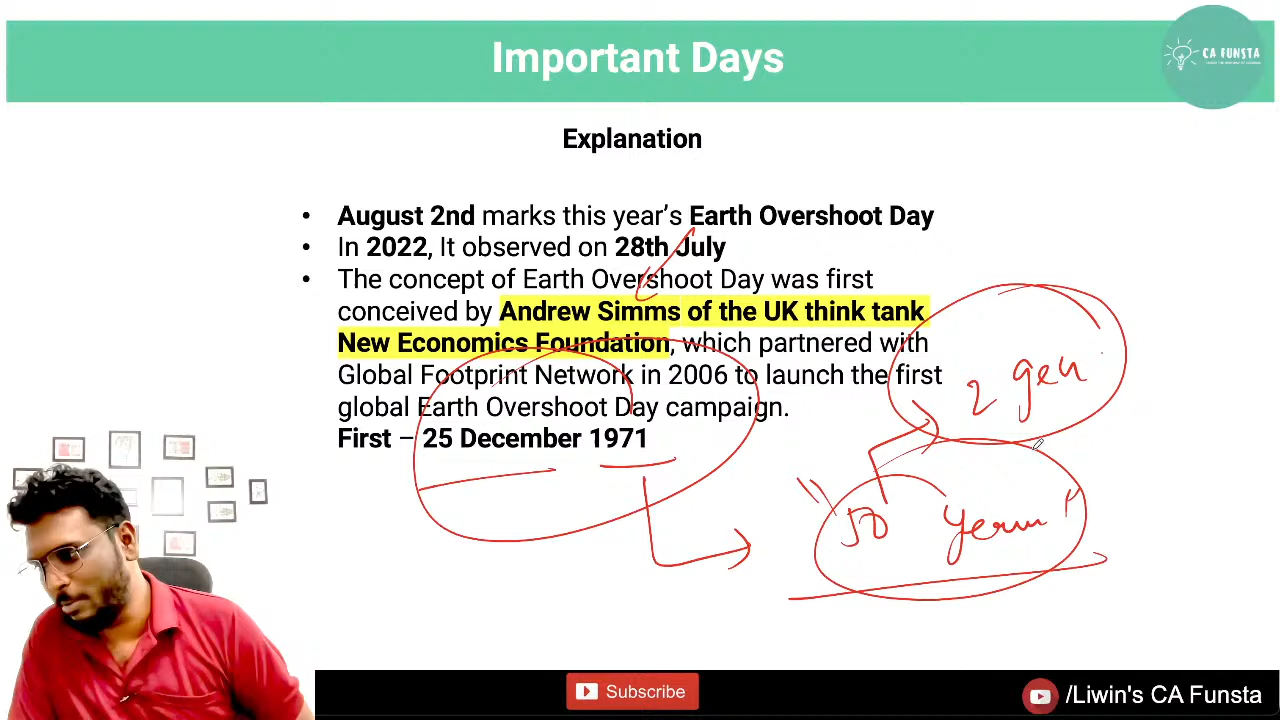 Important Days
CA FUNSTA
Explanation
• August 2nd marks this year's Earth Overshoot Day
• In 2022, It observed on 28th July
• The concept of Earth Overshoot Day was first
conceived by Andrew Simms of the UK think tank
New Economics Foundation, which partnered with
Global Footprint Network in 2006 to launch the first
global Earth Overshoot Day campaign.
First – 25 December 1971
2 gen
"50
Subscribe
/Liwin's CA Funsta